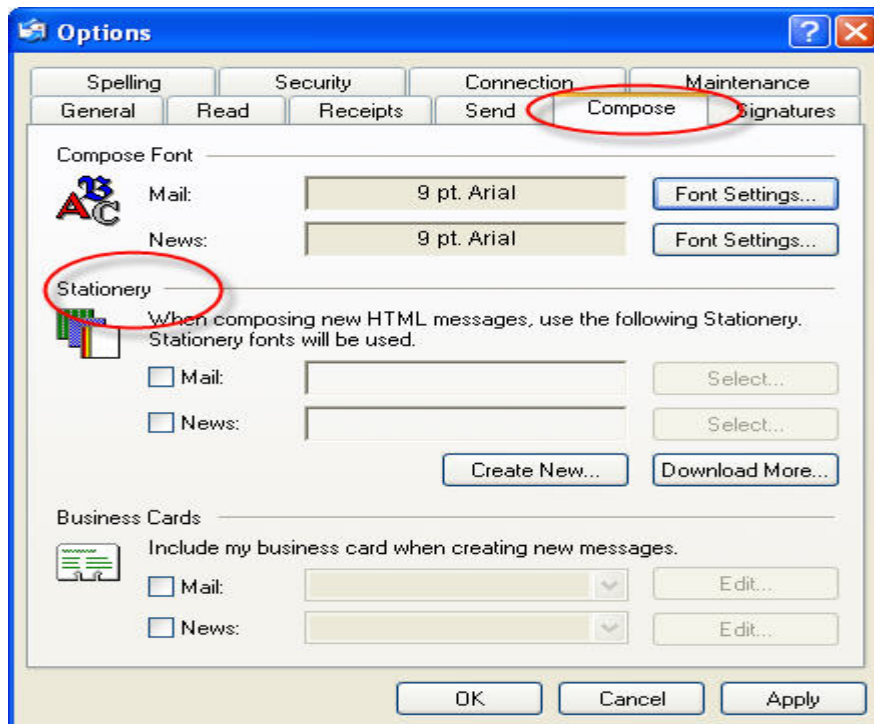 Options
Spelling Security Connection Maintenance
General Read Receipts Send Compose Signatures
Compose Font
Mail: 9 pt. Arial Font Settings...
News: 9 pt. Arial Font Settings...
Stationery
When composing new HTML messages, use the following Stationery.
Stationery fonts will be used.
Mail: Select...
News: Select...
Create New... Download More...
Business Cards
Include my business card when creating new messages.
Mail: Edit...
News: Edit...
OK Cancel Apply